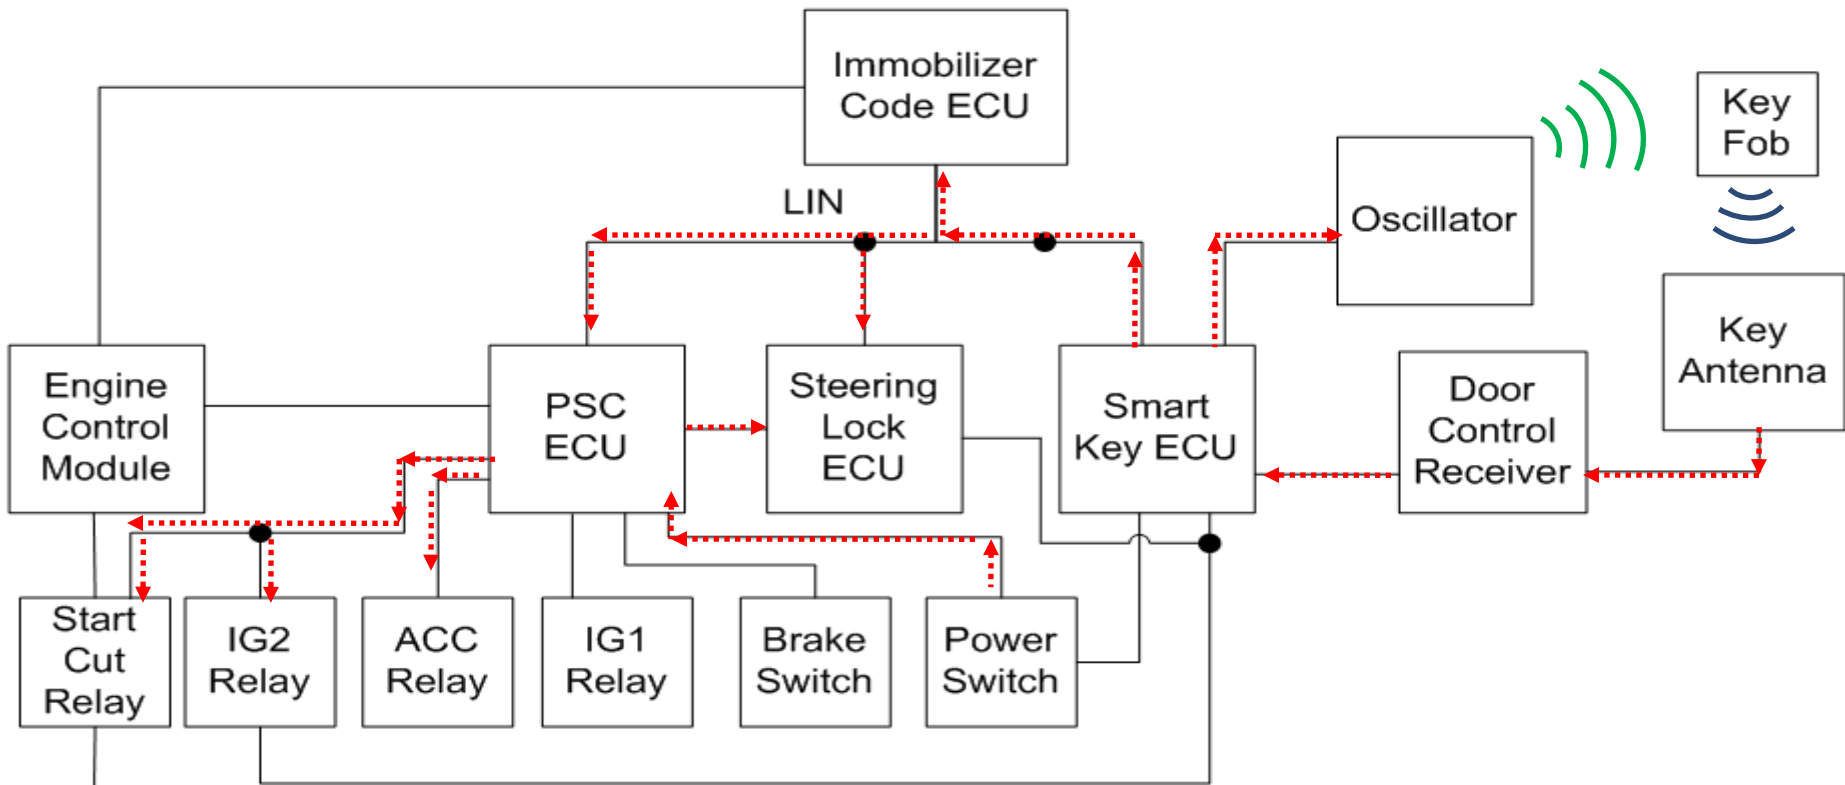 Immobilizer
Code ECU
Key
Fob
LIN
Oscillator
Engine
Control
Module
PSC
ECU
Steering
Lock
ECU
Smart
Key ECU
Door
Control
Receiver
Key
Antenna
Start
Cut
Relay
IG2
Relay
ACC
Relay
IG1
Relay
Brake
Switch
Power
Switch